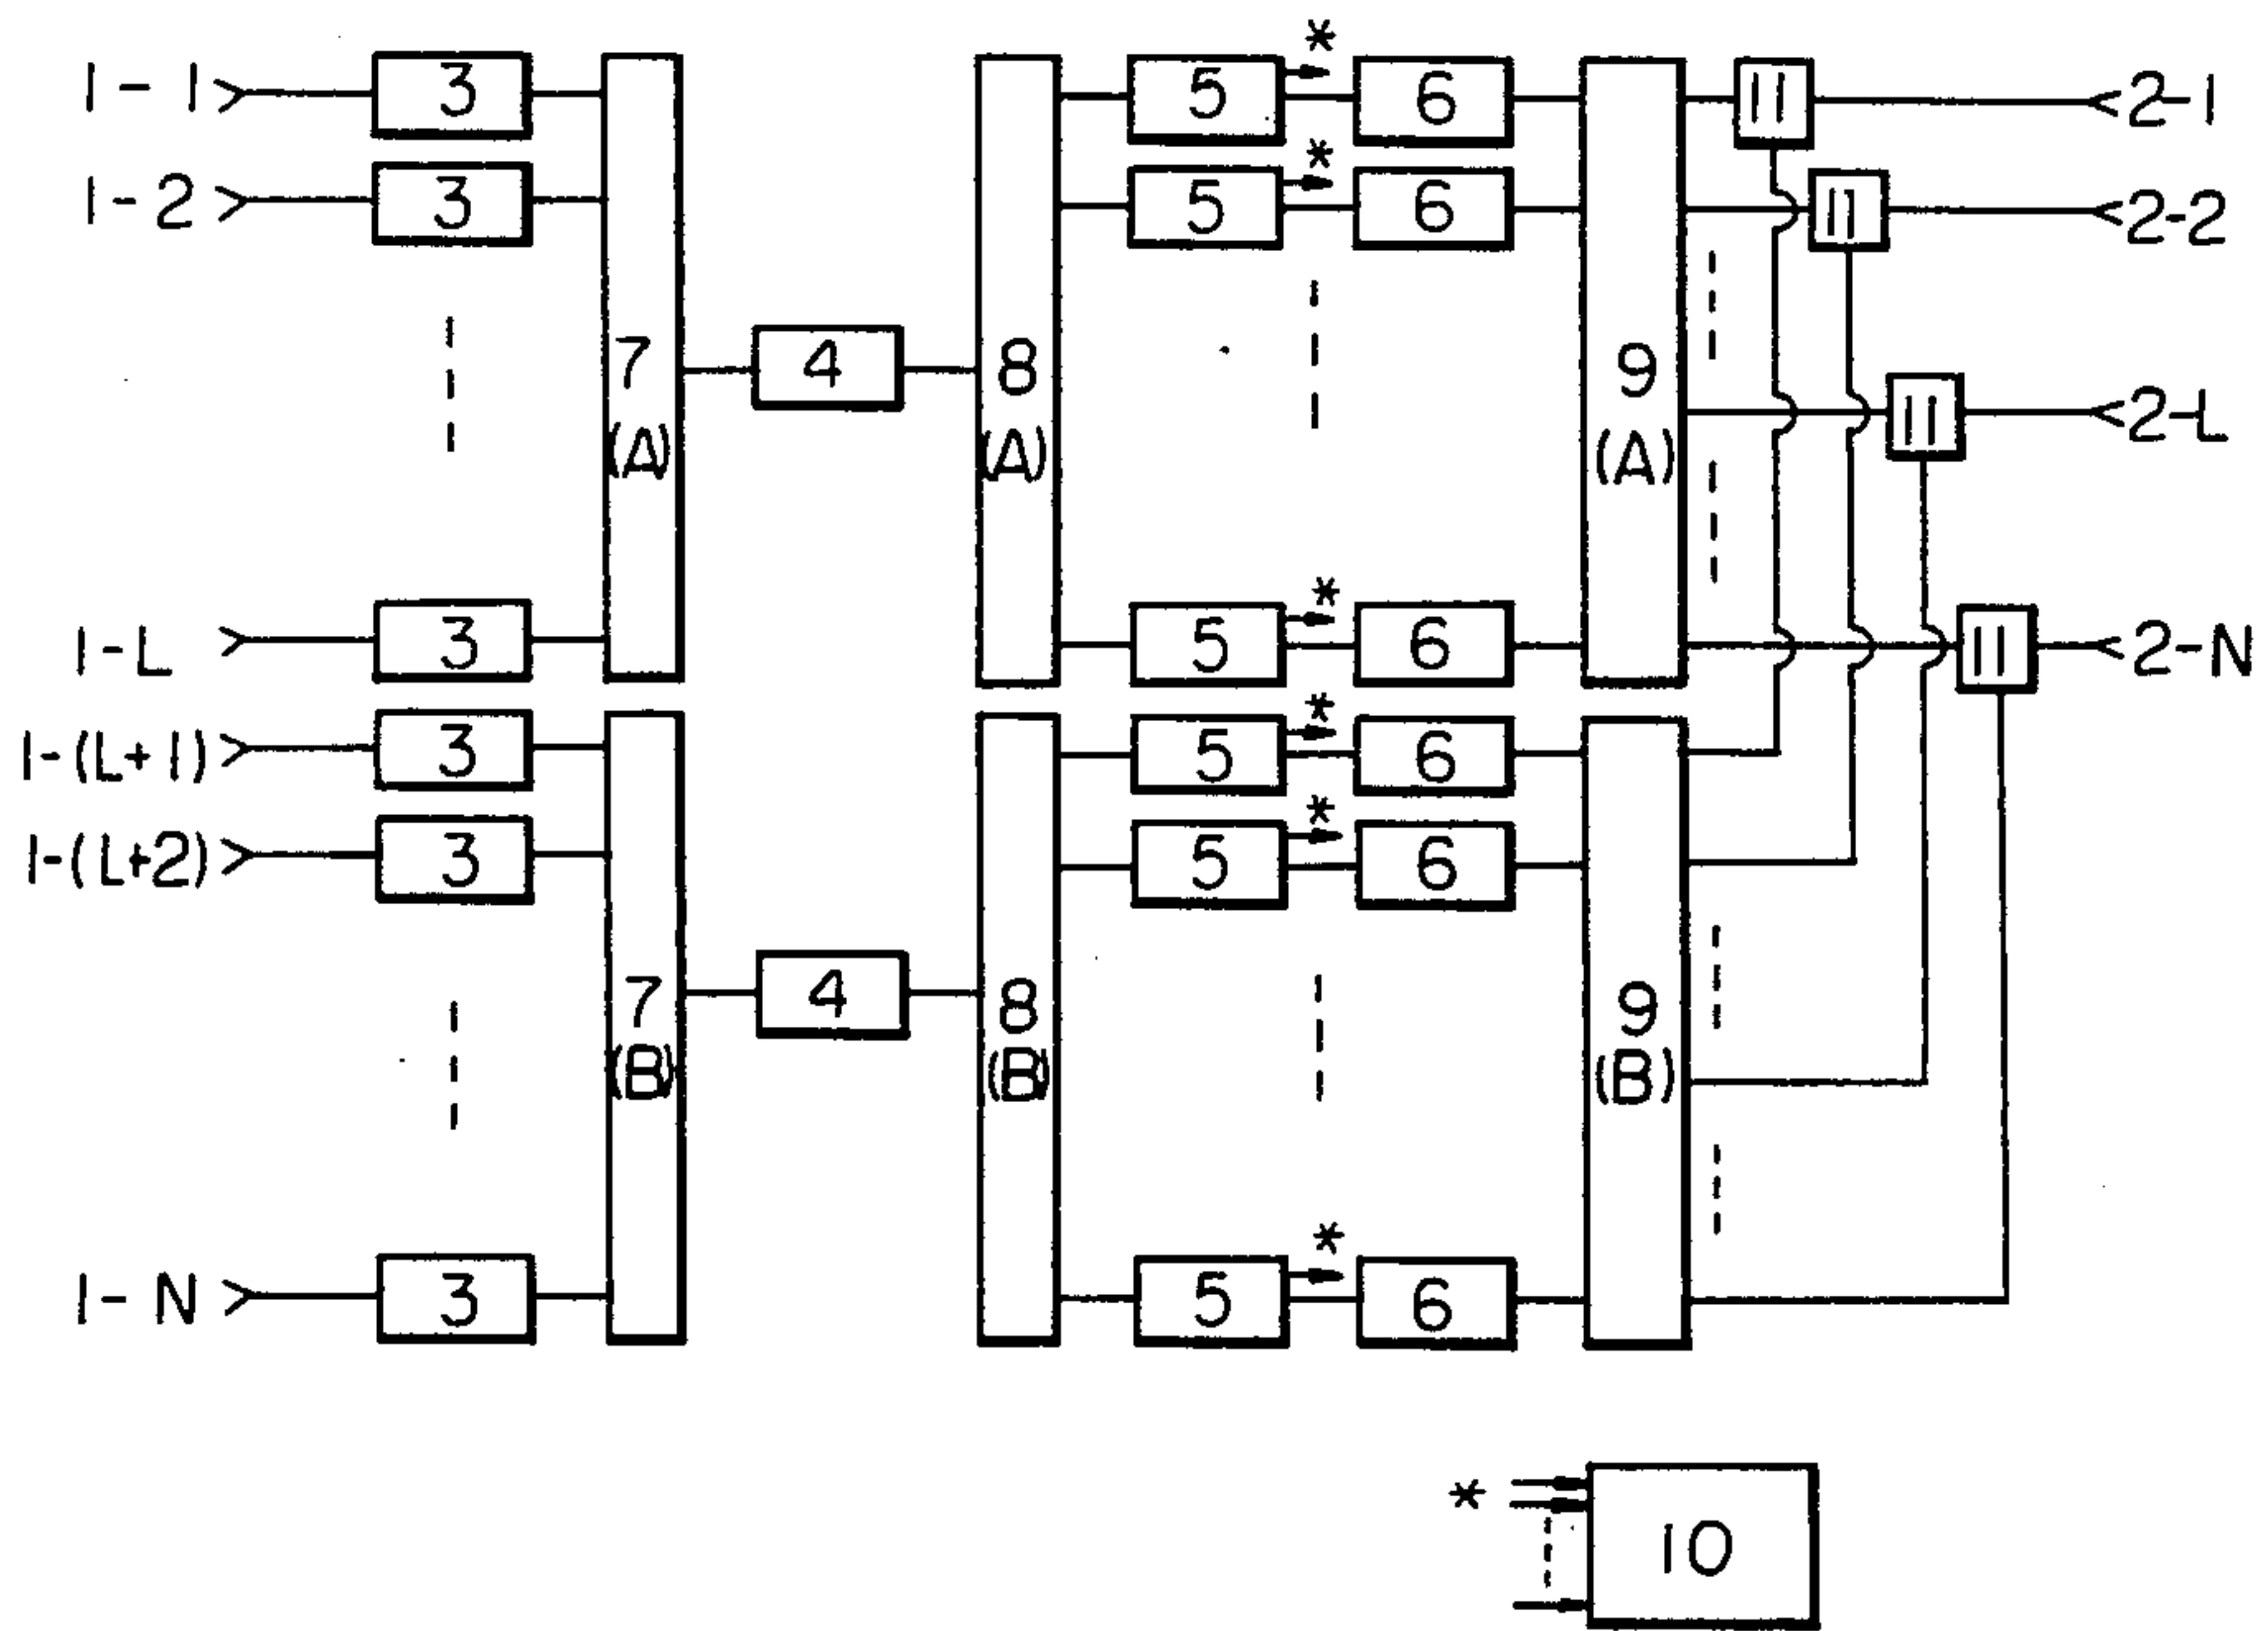 1-1 3 5 * 6 11 2-1
1-2 3 5 * 6 11 2-2
7 (A) 4 8 (A) 9 (A) 11 2-L
1-L 3 5 * 6 11 2-N
1-(L+1) 3 5 * 6
1-(L+2) 3 5 * 6
7 (B) 4 8 (B) 9 (B)
1-N 3 5 * 6
* 10